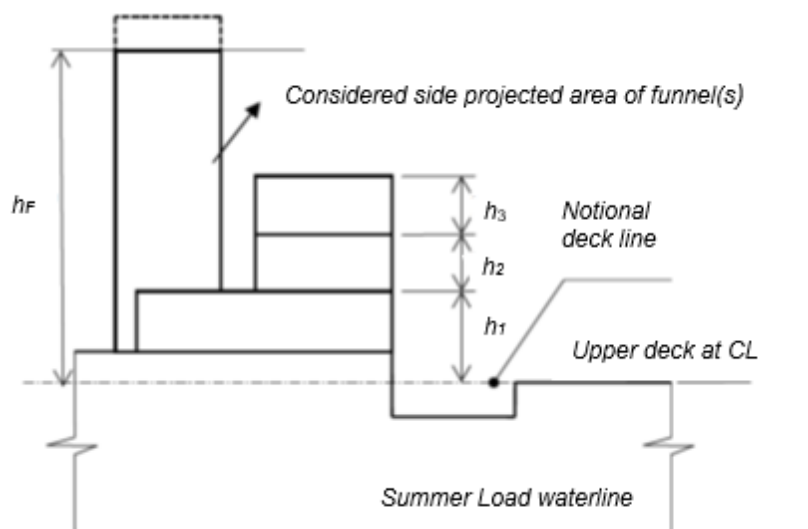 Considered side projected area of funnel(s)
hF
h3
Notional
deck line
h2
h1
Upper deck at CL
Summer Load waterline